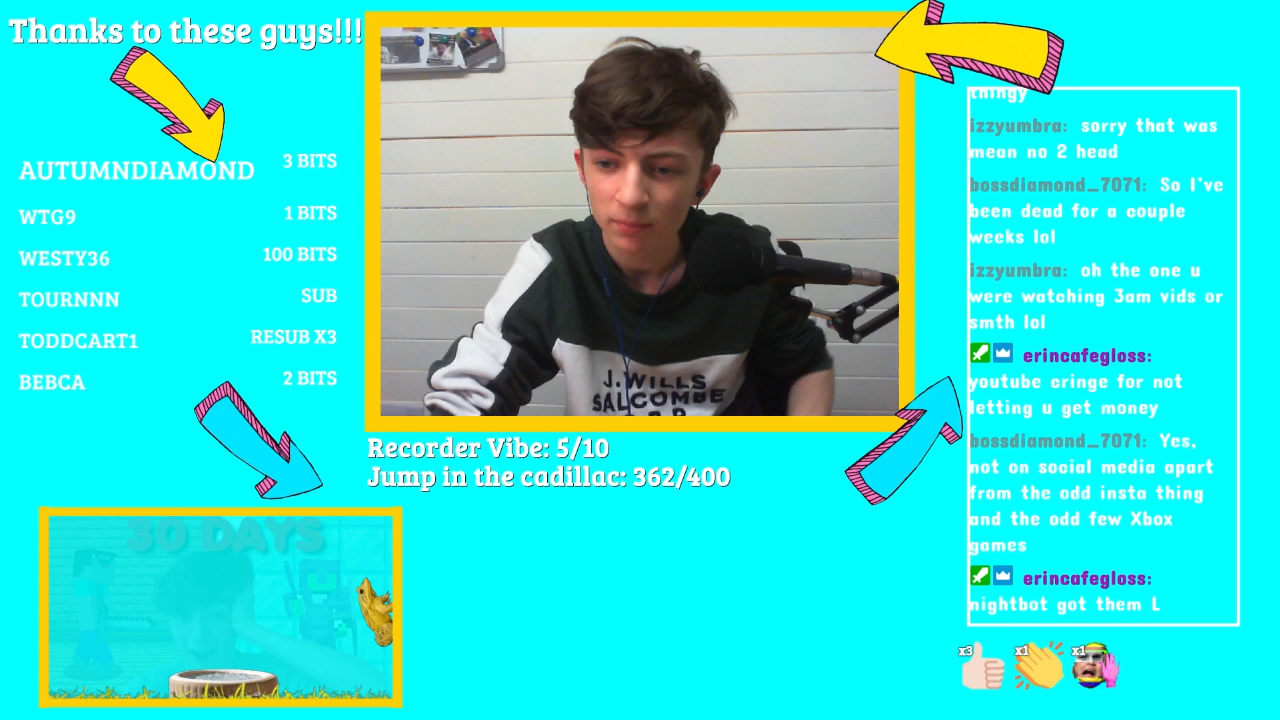 Thanks to these guys!!!
AUTUMNDIAMOND 3 BITS
WTG9 1 BITS
WESTY36 100 BITS
TOURNNN SUB
TODDCART1 RESUB X3
BEBCA 2 BITS
30 DAYS
J.WILLS
SALCOMBE
Recorder Vibe: 5/10
Jump in the cadillac: 362/400
thingy
izzyumbra: sorry that was
mean no 2 head
bossdiamond_7071: So I've
been dead for a couple
weeks lol
izzyumbra: oh the one u
were watching 3am vids or
smth lol
erincafegloss:
youtube cringe for not
letting u get money
bossdiamond_7071: Yes,
not on social media apart
from the odd insta thing
and the odd few Xbox
games
erincafegloss:
nightbot got them L
x3 x1 x1